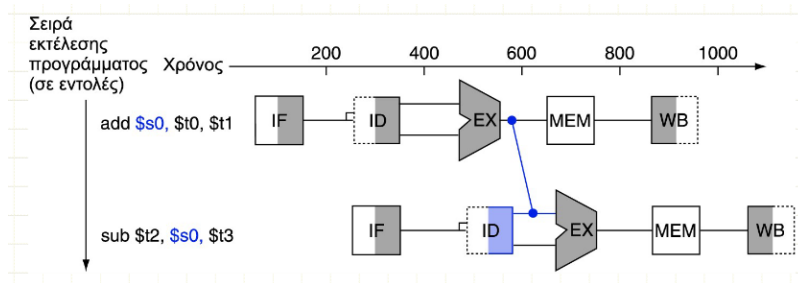 Σειρά
εκτέλεσης
προγράμματος Χρόνος
(σε εντολές)
200 400 600 800 1000
add $s0, $t0, $t1
IF ID EX MEM WB
sub $t2, $s0, $t3
IF ID EX MEM WB